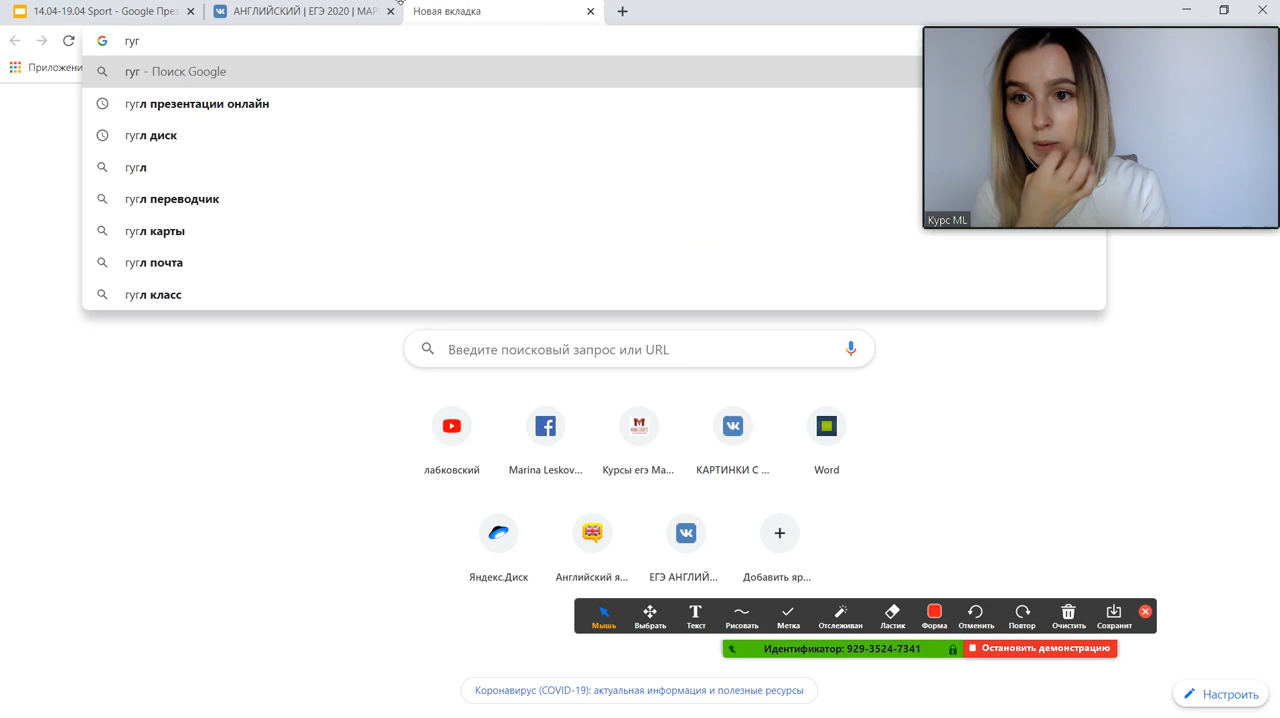 14.04-19.04 Sport - Google През
АНГЛИЙСКИЙ | ЕГЭ 2020 | МАР
Новая вкладка
гуг
Приложени
гуг - Поиск Google
гугл презентации онлайн
гугл диск
гугл
гугл переводчик
гугл карты
гугл почта
гугл класс
Курс ML
Введите поисковый запрос или URL
лабковский
Marina Leskov...
Курсы егэ Ма...
КАРТИНКИ С ...
Word
Яндекс.Диск
Английский я...
ЕГЭ АНГЛИЙ...
Добавить яр...
Мышь
Выбрать
Текст
Рисовать
Метка
Отслеживан
Ластик
Форма
Отменить
Повтор
Очистить
Сохранит
Идентификатор: 929-3524-7341
Остановить демонстрацию
Коронавирус (COVID-19): актуальная информация и полезные ресурсы
Настроить